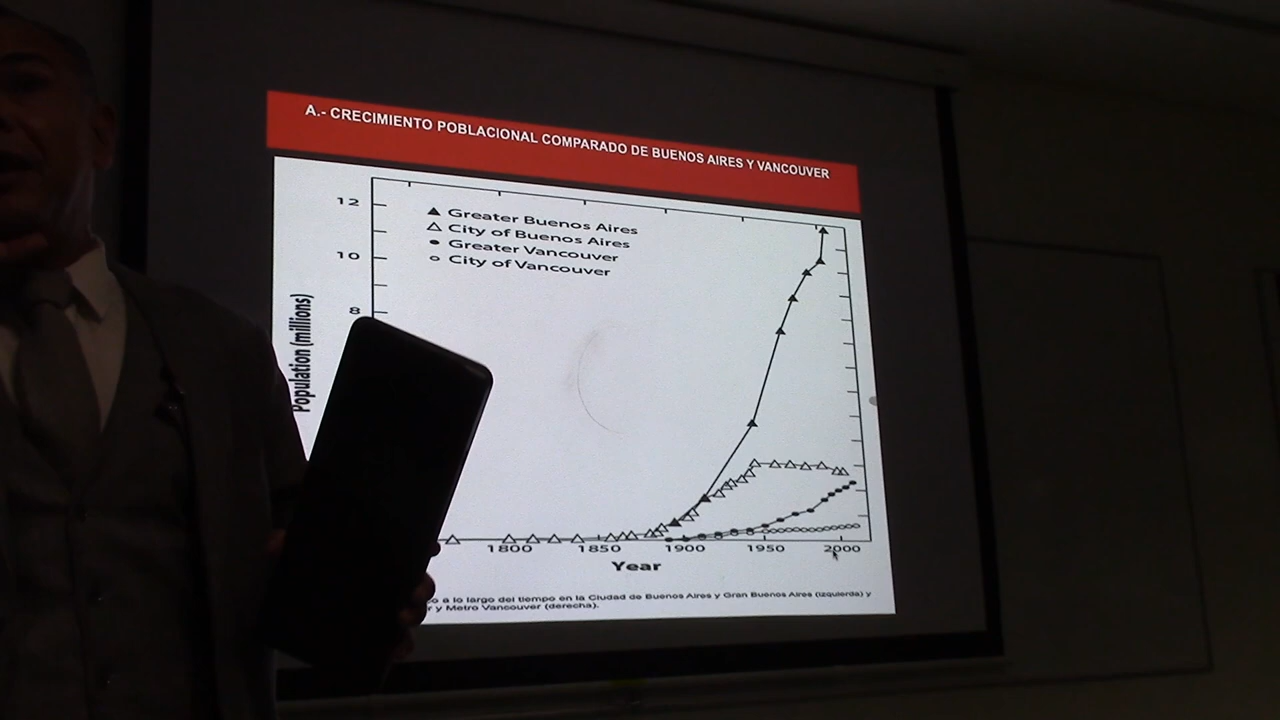 A.- CRECIMIENTO POBLACIONAL COMPARADO DE BUENOS AIRES Y VANCOUVER
12
Greater Buenos Aires
City of Buenos Aires
Greater Vancouver
City of Vancouver
10
8
Population (millions)
1800 1850 1900 1950 2000
Year
a lo largo del tiempo en la Ciudad de Buenos Aires y Gran Buenos Aires (izquierda) y
y Metro Vancouver (derecha).